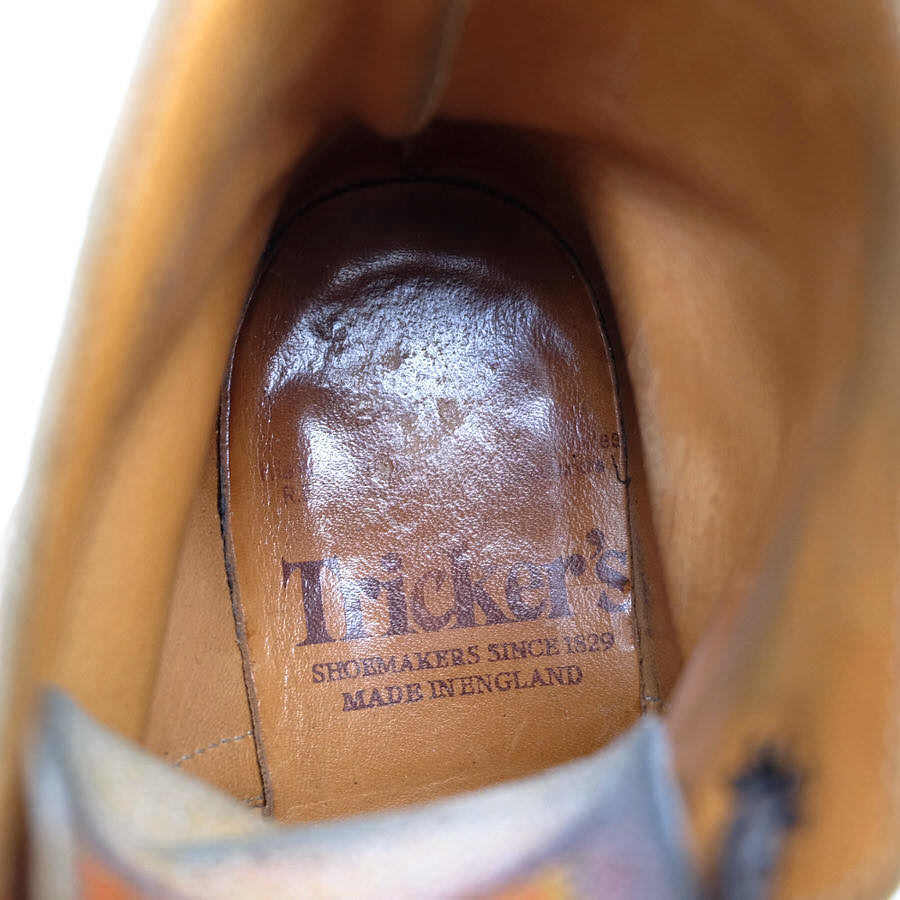 Tricker's
SHOEMAKERS SINCE 1829
MADE IN ENGLAND